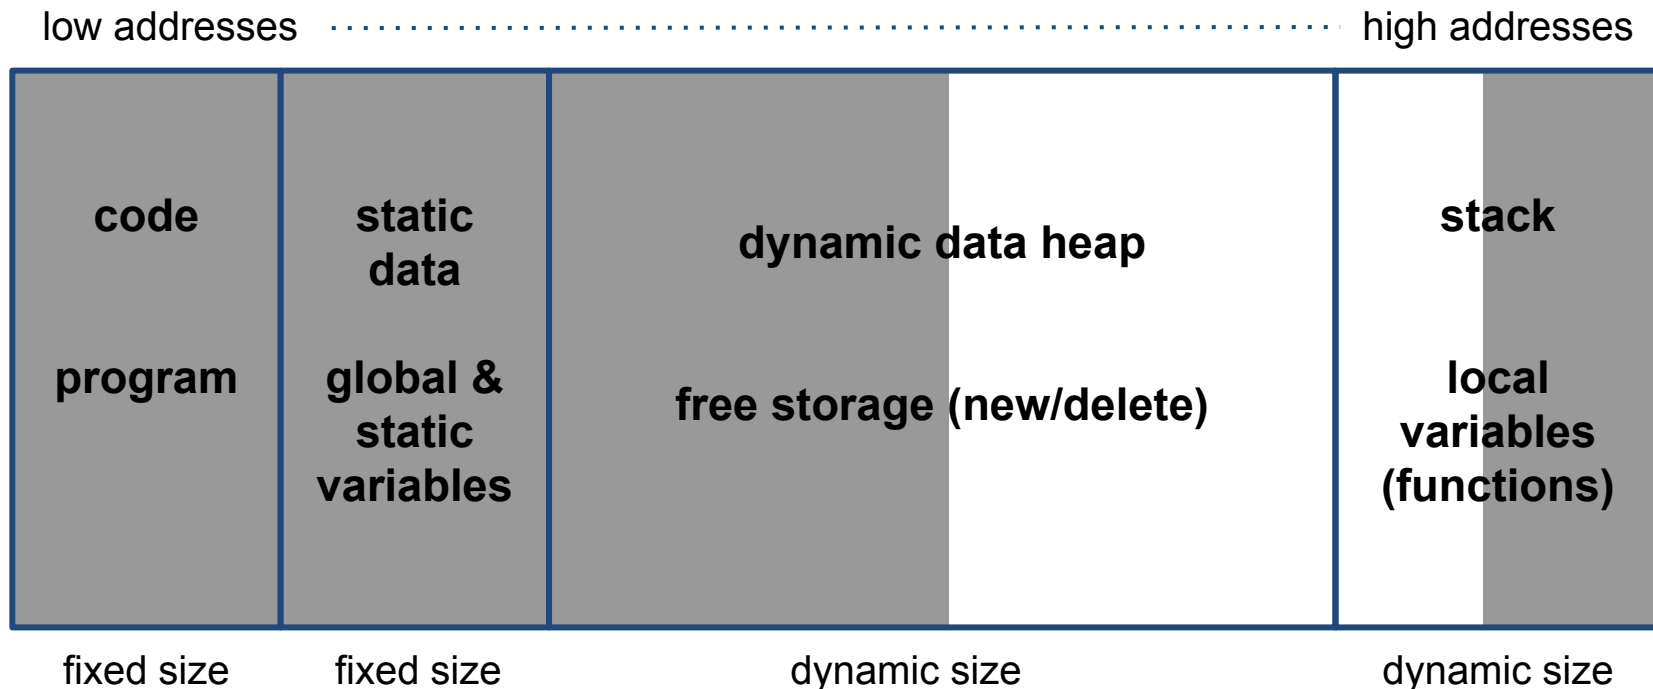 low addresses
high addresses
code
program
static
data
global &
static
variables
dynamic data heap
free storage (new/delete)
stack
local
variables
(functions)
fixed size
fixed size
dynamic size
dynamic size